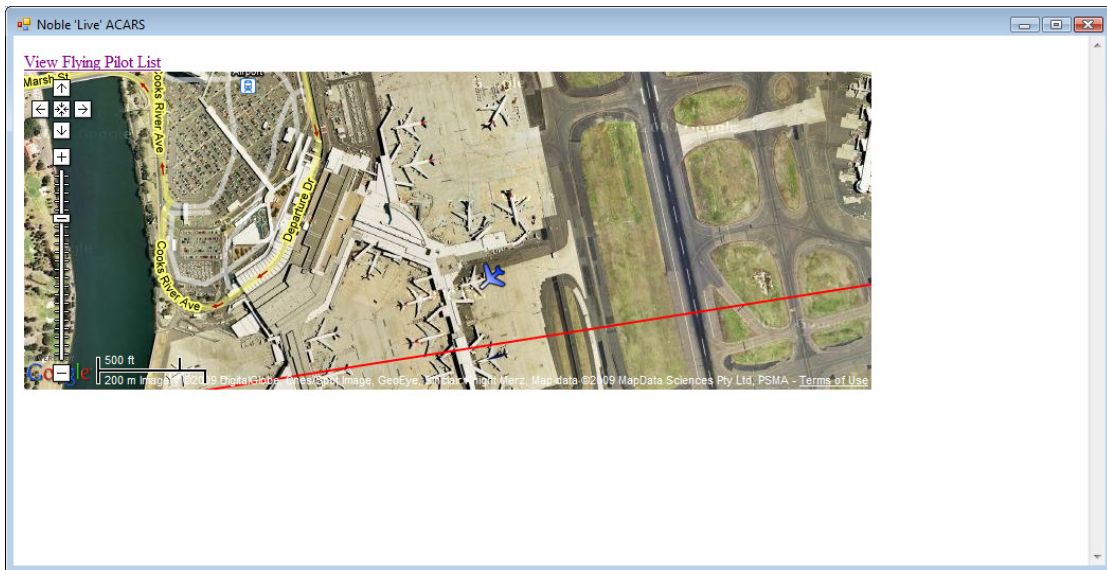 Noble 'Live' ACARS
View Flying Pilot List
Airport
Marsh St
Cooks River Ave
Cooks River Ave
Departure Dr
500 ft
200 m
Google
©2009 DigitalGlobe, Cnes/Spot Image, GeoEye, Sinclair Knight Merz, Map data ©2009 MapData Sciences Pty Ltd, PSMA - Terms of Use